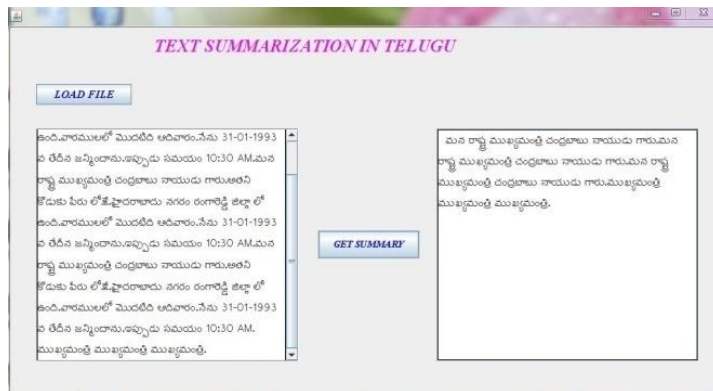 TEXT SUMMARIZATION IN TELUGU
LOAD FILE
ఉంది.వారములలో మొదటిది ఆదివారం.నేను 31-01-1993
వ తేదీన జన్మించాను.ఇప్పుడు సమయం 10:30 AM.మన
రాష్ట్ర ముఖ్యమంత్రి చంద్రబాబు నాయుడు గారు.అతని
కొడుకు పేరు లోకేశ్.హైదరాబాదు నగరం రంగారెడ్డి జిల్లా లో
ఉంది.వారములలో మొదటిది ఆదివారం.నేను 31-01-1993
వ తేదీన జన్మించాను.ఇప్పుడు సమయం 10:30 AM.మన
రాష్ట్ర ముఖ్యమంత్రి చంద్రబాబు నాయుడు గారు.అతని
కొడుకు పేరు లోకేశ్.హైదరాబాదు నగరం రంగారెడ్డి జిల్లా లో
ఉంది.వారములలో మొదటిది ఆదివారం.నేను 31-01-1993
వ తేదీన జన్మించాను.ఇప్పుడు సమయం 10:30 AM.
ముఖ్యమంత్రి ముఖ్యమంత్రి ముఖ్యమంత్రి.
GET SUMMARY
మన రాష్ట్ర ముఖ్యమంత్రి చంద్రబాబు నాయుడు గారు.మన
రాష్ట్ర ముఖ్యమంత్రి చంద్రబాబు నాయుడు గారు.మన రాష్ట్ర
ముఖ్యమంత్రి చంద్రబాబు నాయుడు గారు.ముఖ్యమంత్రి
ముఖ్యమంత్రి ముఖ్యమంత్రి.